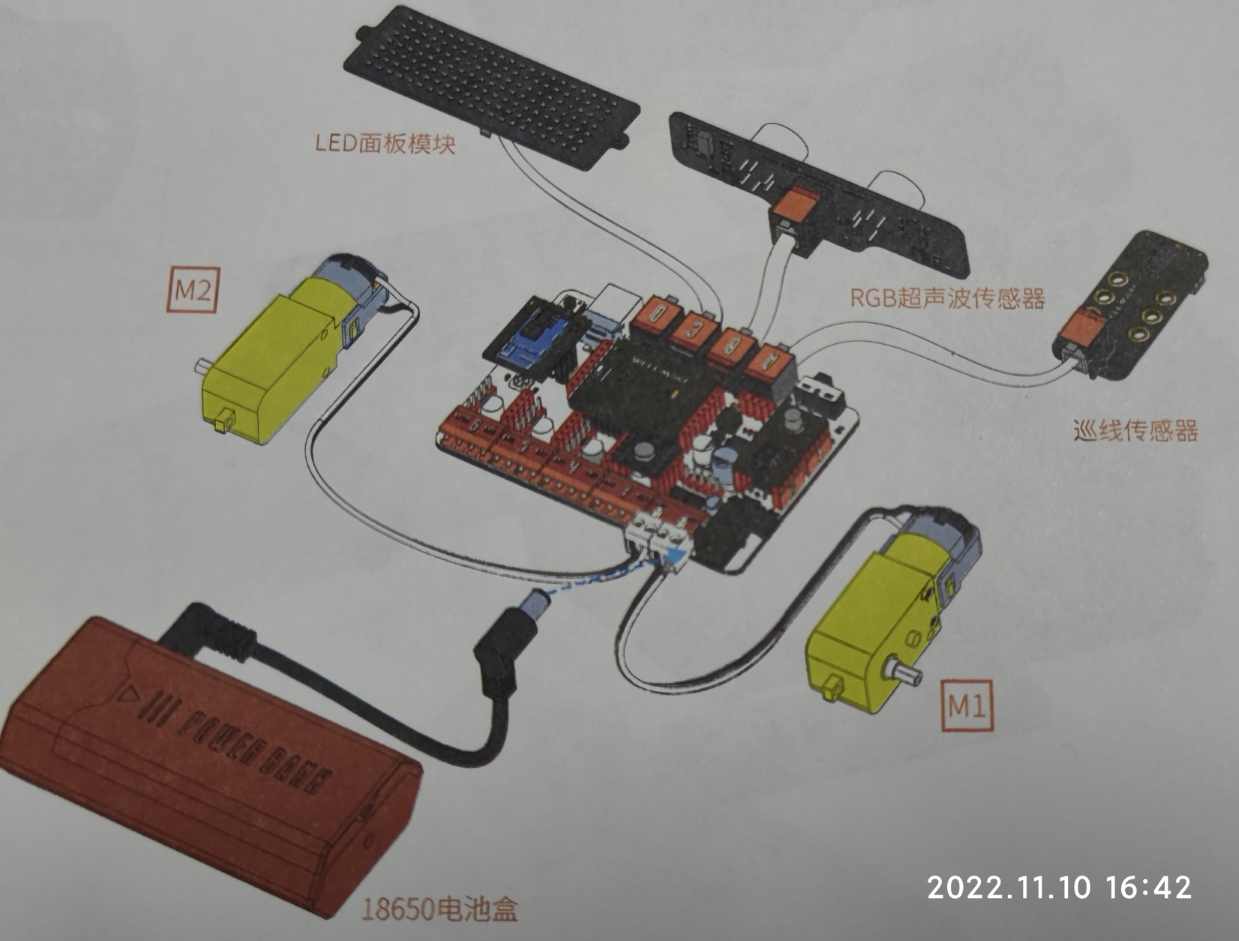 LED面板模块
M2
RGB超声波传感器
巡线传感器
M1
POWER BANK
18650电池盒
2022.11.10 16:42